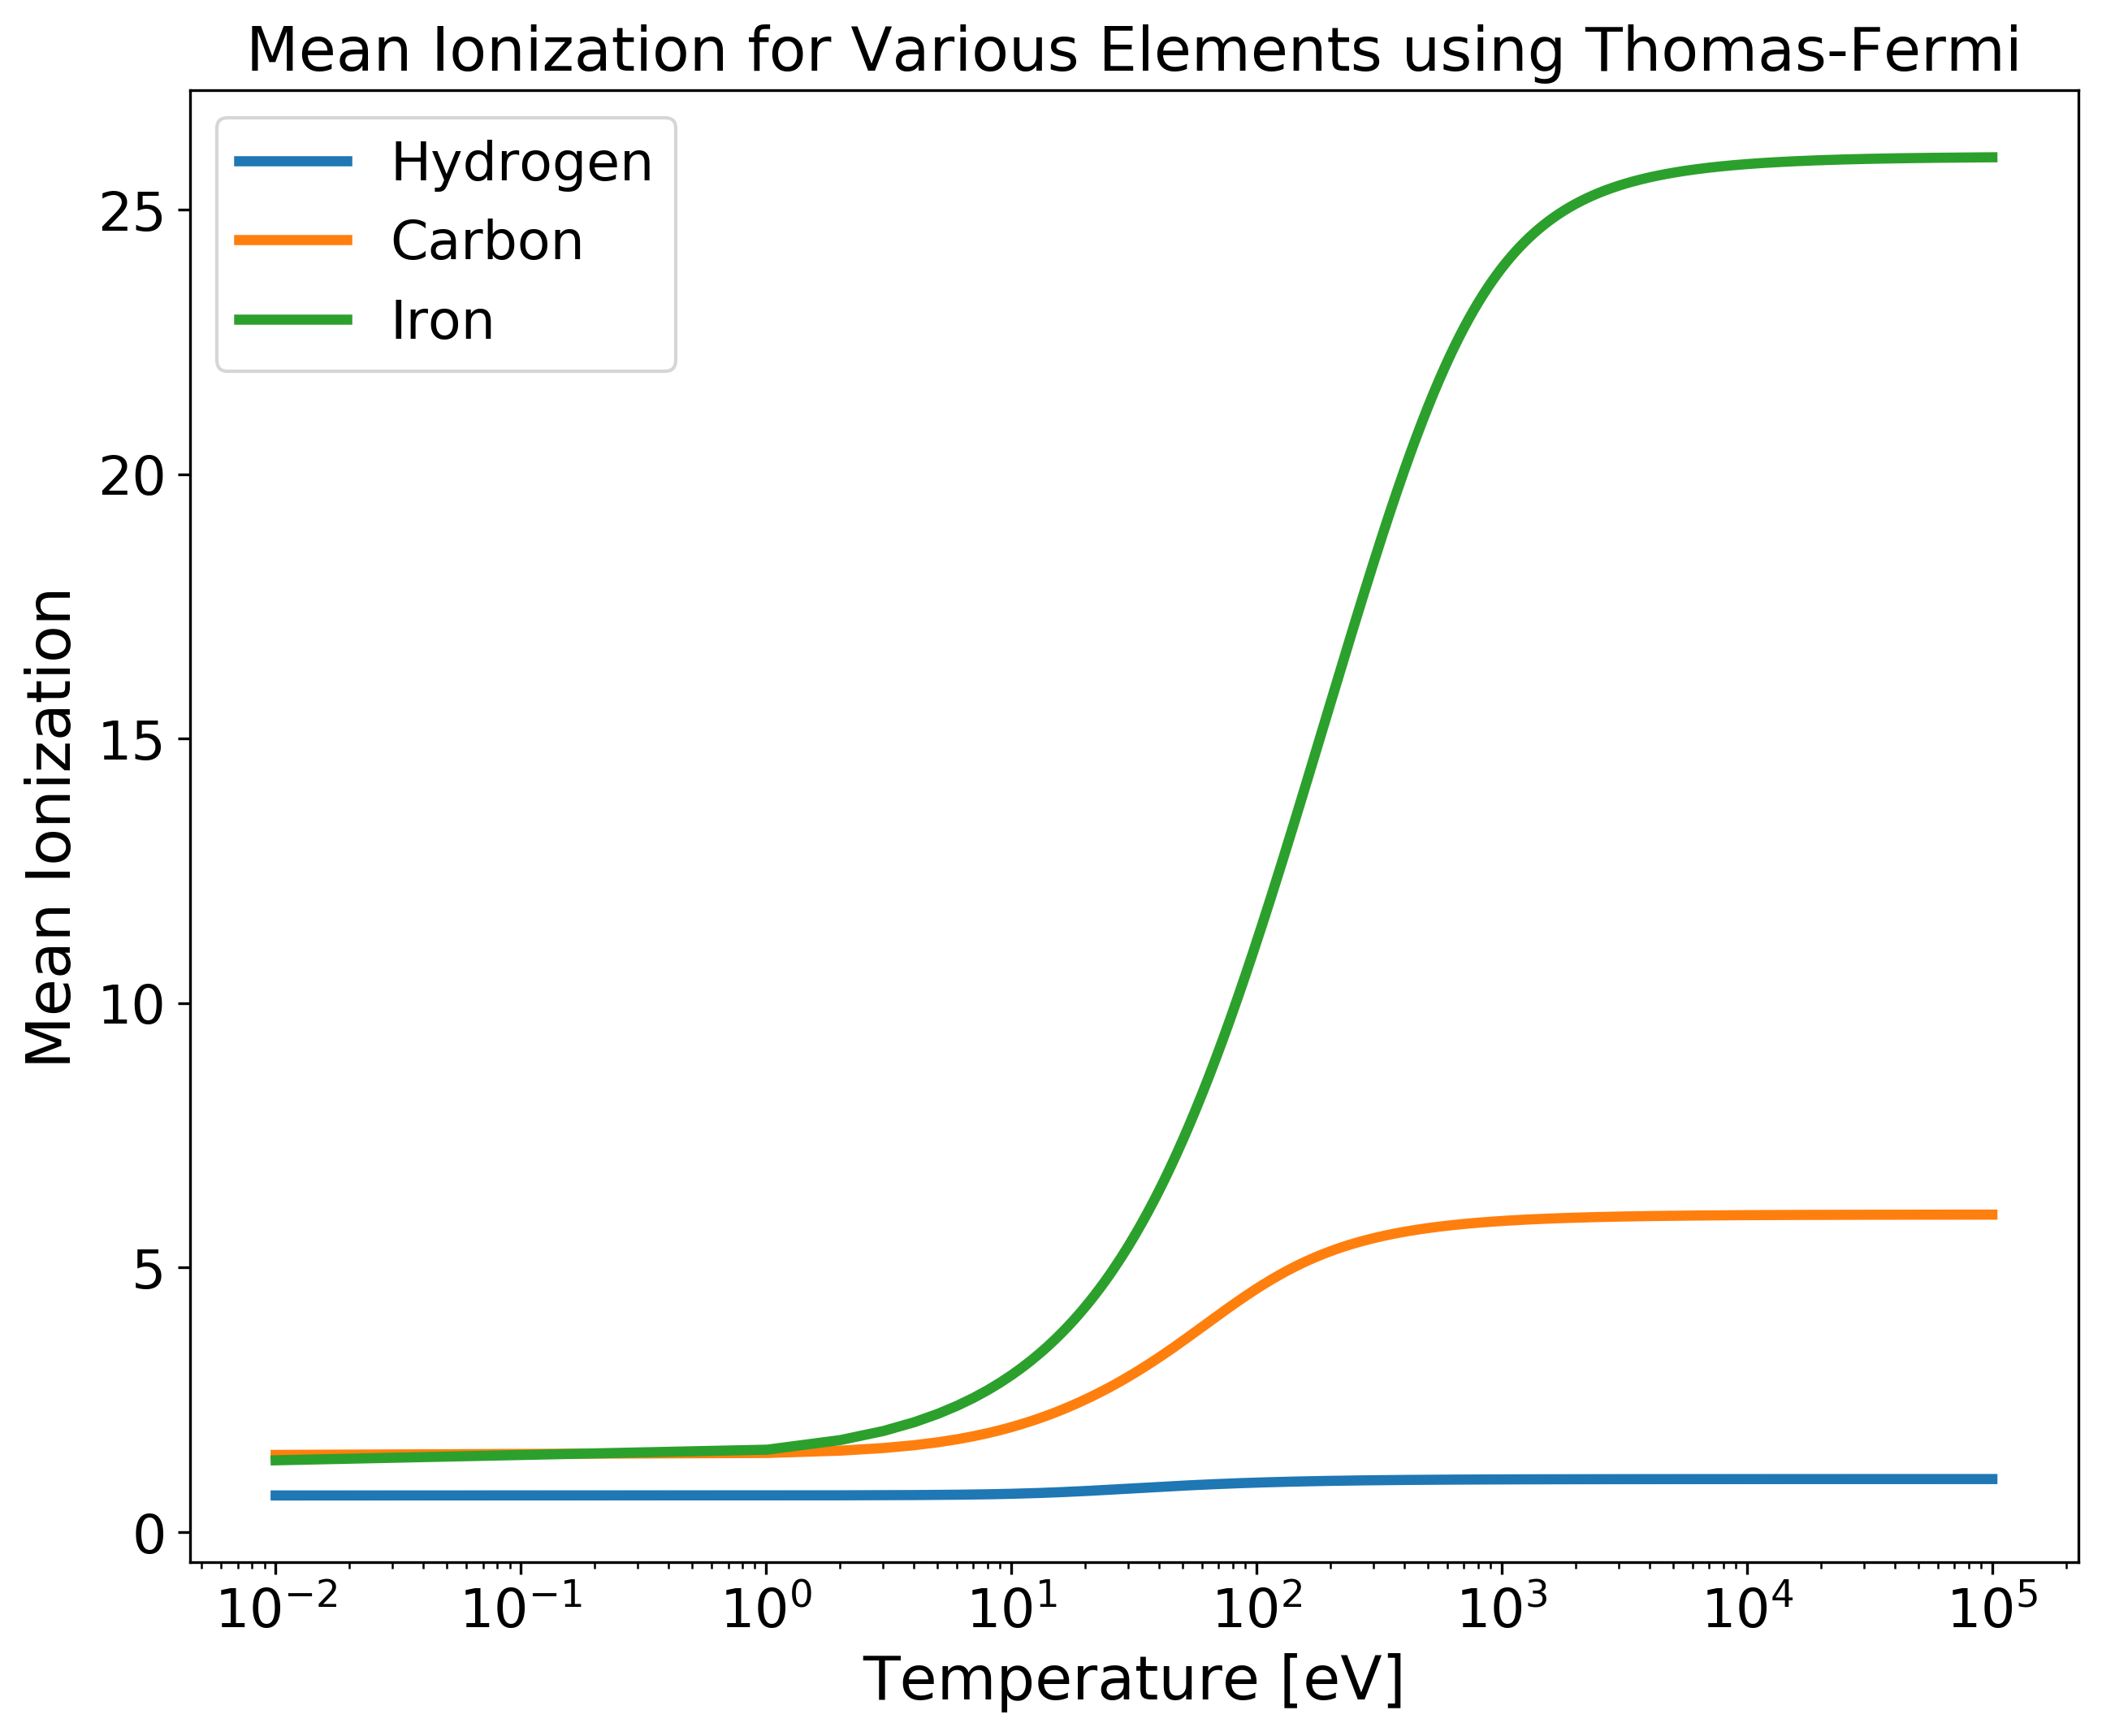 Mean Ionization for Various Elements using Thomas-Fermi
Hydrogen
Carbon
Iron
Mean Ionization
25
20
15
10
5
0
10⁻²
10⁻¹
10⁰
10¹
10²
10³
10⁴
10⁵
Temperature [eV]